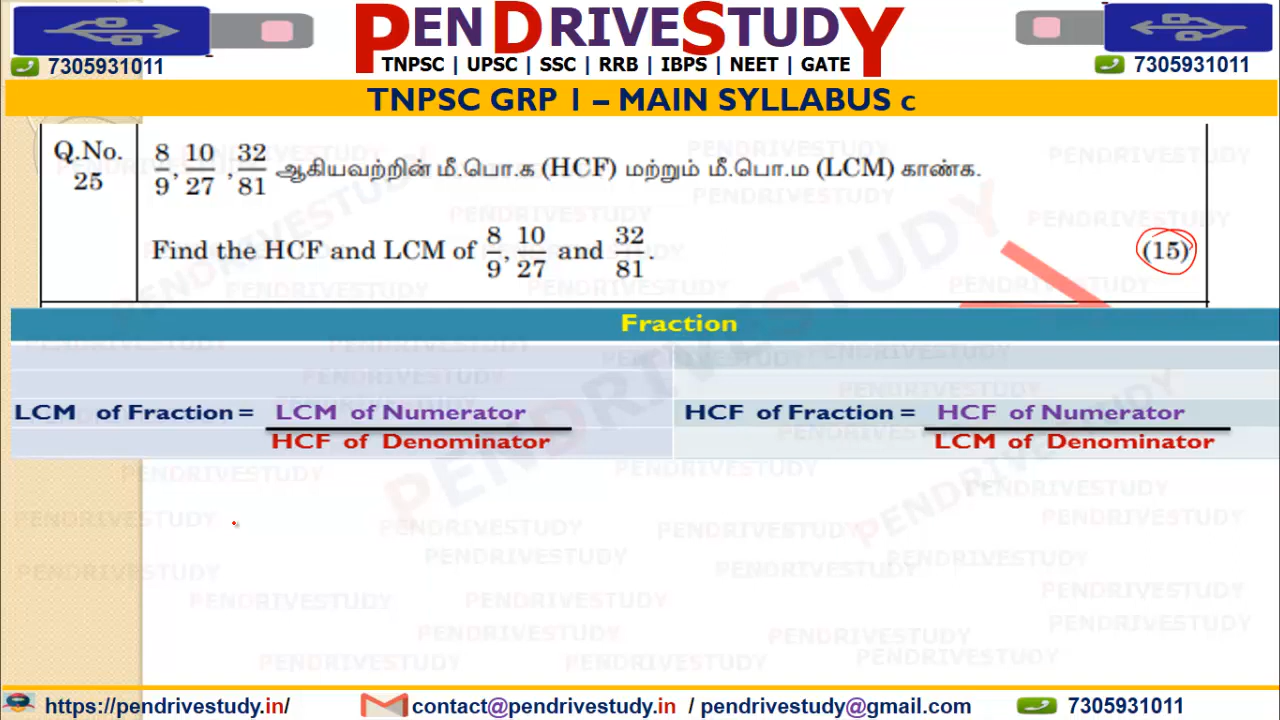 PENDRIVESTUDY
TNPSC | UPSC | SSC | RRB | IBPS | NEET | GATE
7305931011
7305931011
TNPSC GRP I – MAIN SYLLABUS C
Q.No. 25
8/9, 10/27, 32/81 ஆகியவற்றின் மீ.பொ.க (HCF) மற்றும் மீ.பொ.ம (LCM) காண்க.
Find the HCF and LCM of 8/9, 10/27 and 32/81. (15)
Fraction
LCM of Fraction = LCM of Numerator / HCF of Denominator
HCF of Fraction = HCF of Numerator / LCM of Denominator
PENDRIVESTUDY
https://pendrivestudy.in/ contact@pendrivestudy.in / pendrivestudy@gmail.com 7305931011